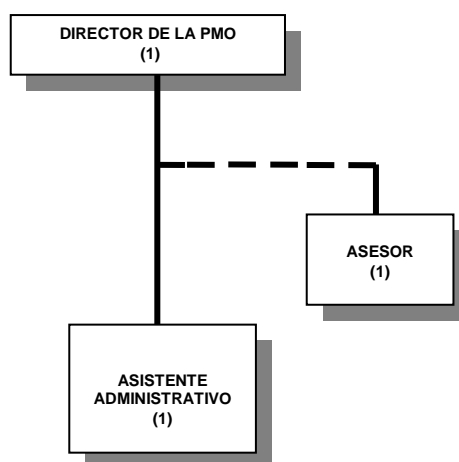 DIRECTOR DE LA PMO
(1)
ASESOR
(1)
ASISTENTE
ADMINISTRATIVO
(1)